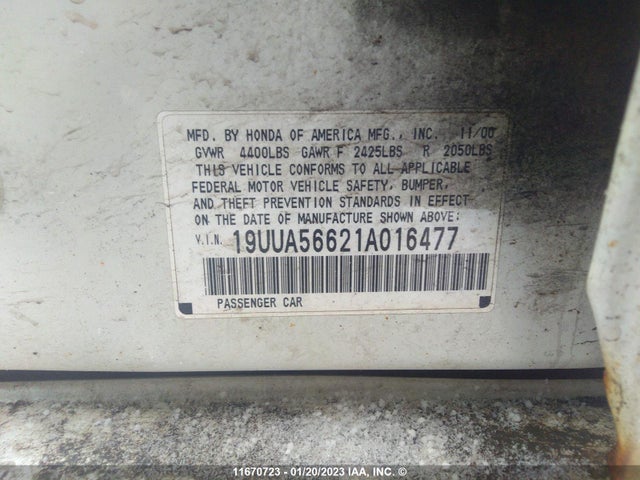 MFD. BY HONDA OF AMERICA MFG., INC. 11/00
GVWR 4400LBS GAWR F 2425LBS R 2050LBS
THIS VEHICLE CONFORMS TO ALL APPLICABLE
FEDERAL MOTOR VEHICLE SAFETY, BUMPER,
AND THEFT PREVENTION STANDARDS IN EFFECT
ON THE DATE OF MANUFACTURE SHOWN ABOVE:
V.I.N. 19UUA56621A016477
PASSENGER CAR
11670723 - 01/20/2023 IAA, INC. ©